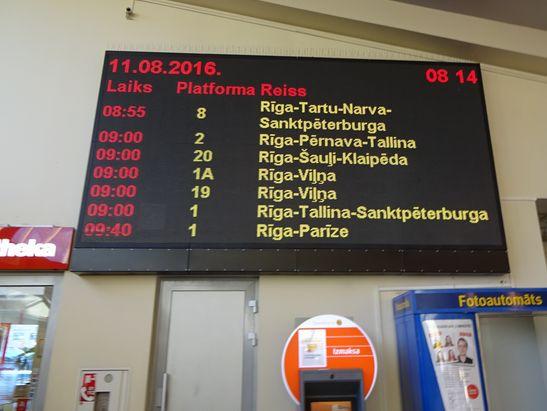 11.08.2016. 08 14
Laiks Platforma Reiss
08:55 8 Rīga-Tartu-Narva-
Sanktpēterburga
09:00 2 Rīga-Pērnava-Tallina
09:00 20 Rīga-Šauļi-Klaipēda
09:00 1A Rīga-Viļņa
09:00 19 Rīga-Viļņa
09:00 1 Rīga-Tallina-Sanktpēterburga
09:40 1 Rīga-Parīze
heka
Fotoautomāts
Izmaksa